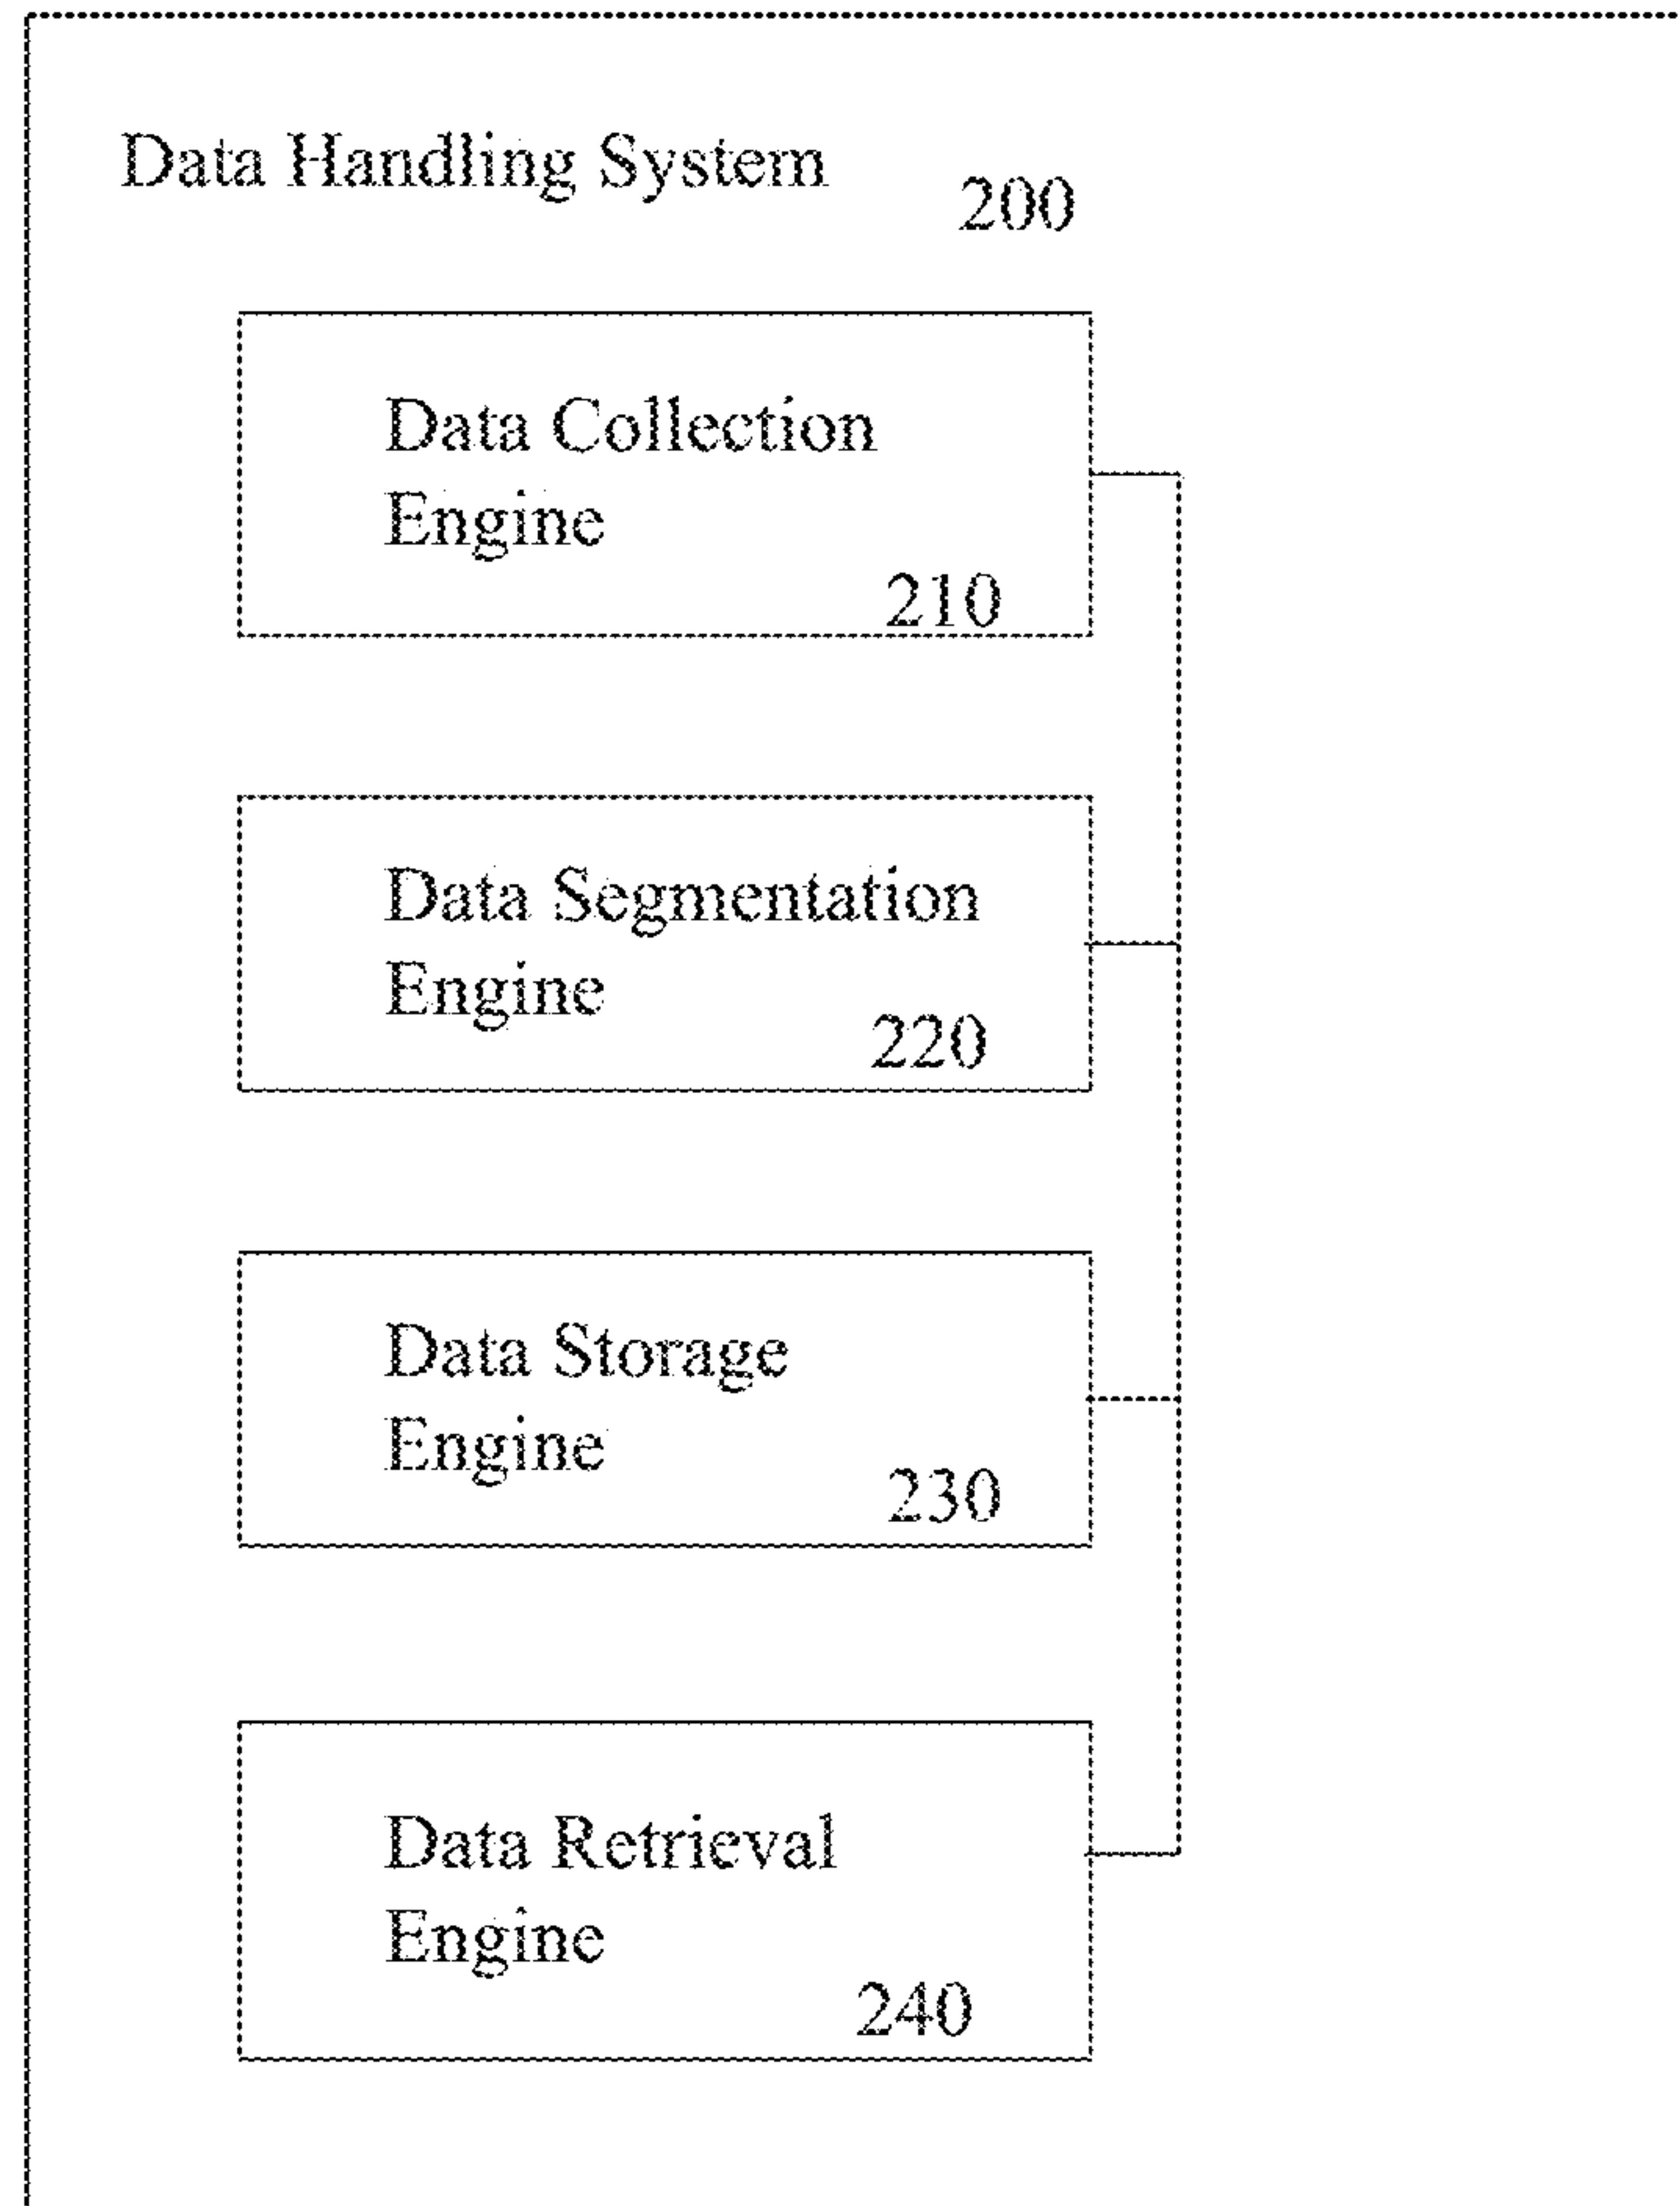 Data Handling System
200
Data Collection
Engine
210
Data Segmentation
Engine
220
Data Storage
Engine
230
Data Retrieval
Engine
240